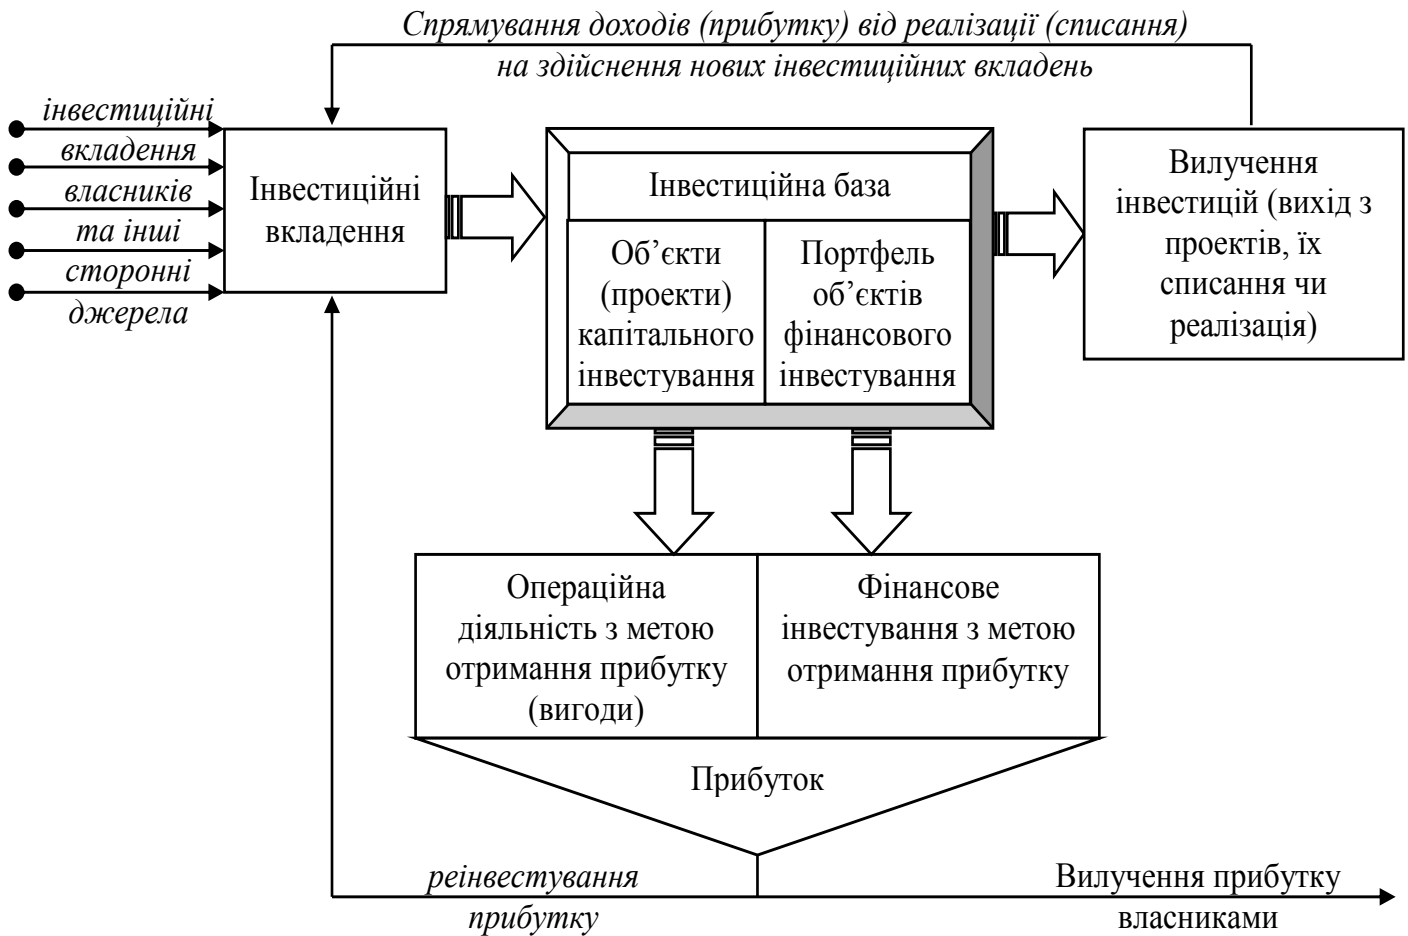 Спрямування доходів (прибутку) від реалізації (списання)
на здійснення нових інвестиційних вкладень
інвестиційні
вкладення
власників
та інші
сторонні
джерела
Інвестиційні
вкладення
Інвестиційна база
Об’єкти
(проекти)
капітального
інвестування
Портфель
об’єктів
фінансового
інвестування
Вилучення
інвестицій (вихід з
проектів, їх
списання чи
реалізація)
Операційна
діяльність з метою
отримання прибутку
(вигоди)
Фінансове
інвестування з метою
отримання прибутку
Прибуток
реінвестування
прибутку
Вилучення прибутку
власниками